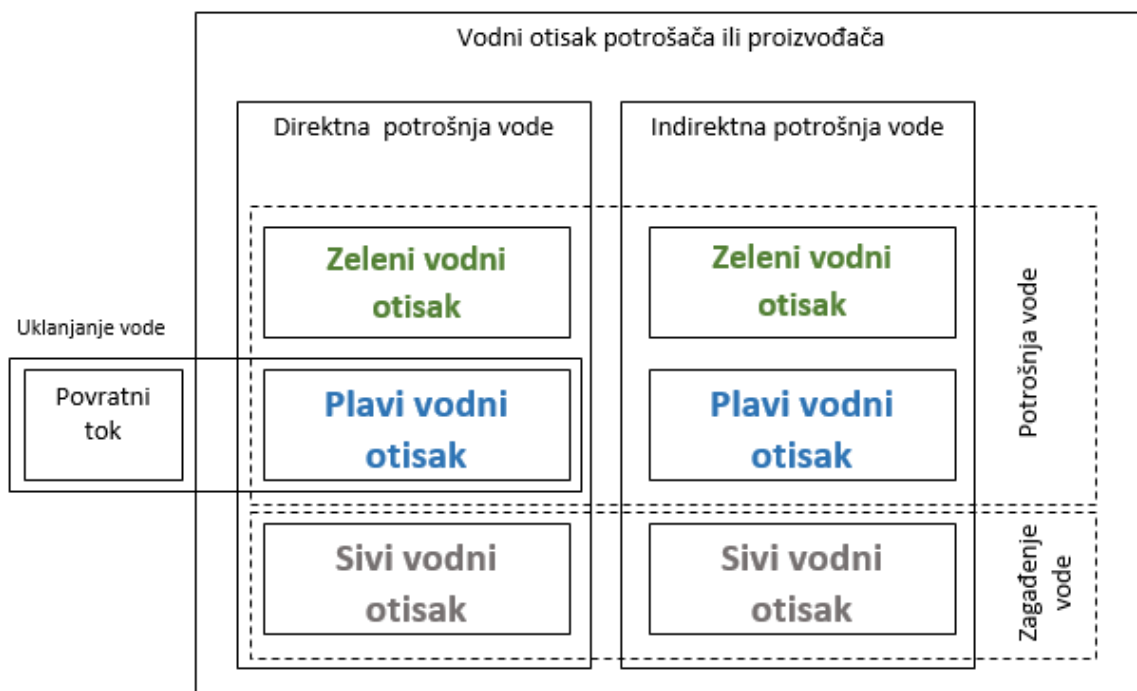 Vodni otisak potrošača ili proizvođača
Direktna potrošnja vode
Indirektna potrošnja vode
Zeleni vodni
otisak
Zeleni vodni
otisak
Uklanjanje vode
Povratni
tok
Plavi vodni
otisak
Plavi vodni
otisak
Potrošnja vode
Sivi vodni
otisak
Sivi vodni
otisak
Zagađenje
vode